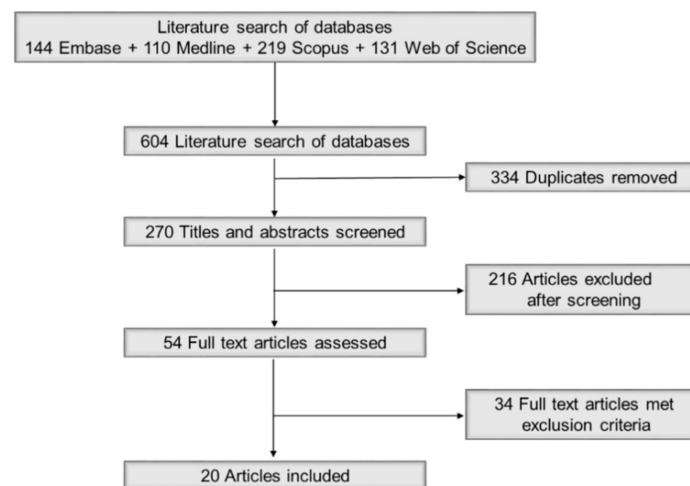 Literature search of databases
144 Embase + 110 Medline + 219 Scopus + 131 Web of Science
604 Literature search of databases
334 Duplicates removed
270 Titles and abstracts screened
216 Articles excluded
after screening
54 Full text articles assessed
34 Full text articles met
exclusion criteria
20 Articles included